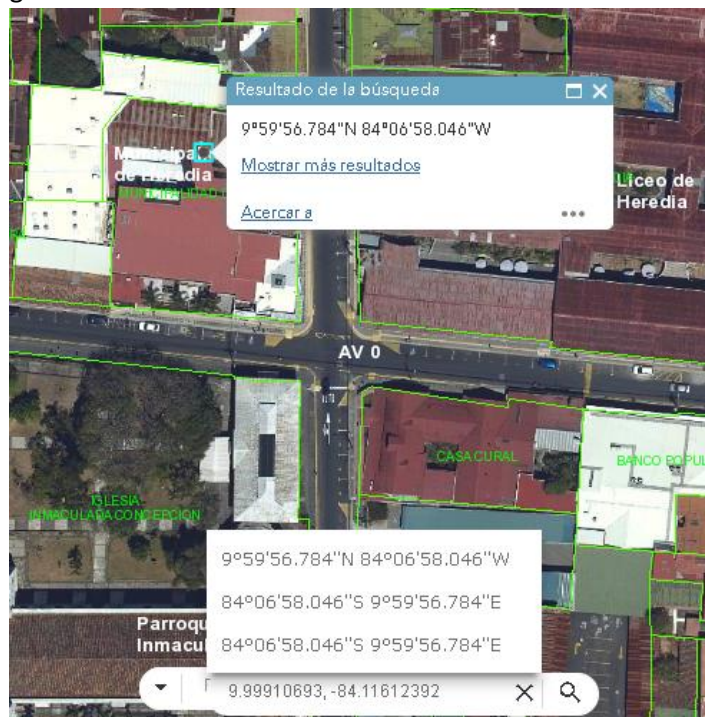 Resultado de la búsqueda
9°59'56.784"N 84°06'58.046"W
Mostrar más resultados
Acercar a
de Heredia
Liceo de
Heredia
AV 0
CASA CURAL
BANCO POPUL
IGLESIA
INMACULADA CONCEPCION
9°59'56.784"N 84°06'58.046"W
84°06'58.046"S 9°59'56.784"E
84°06'58.046"S 9°59'56.784"E
Parroqu
Inmacul
9.99910693, -84.11612392